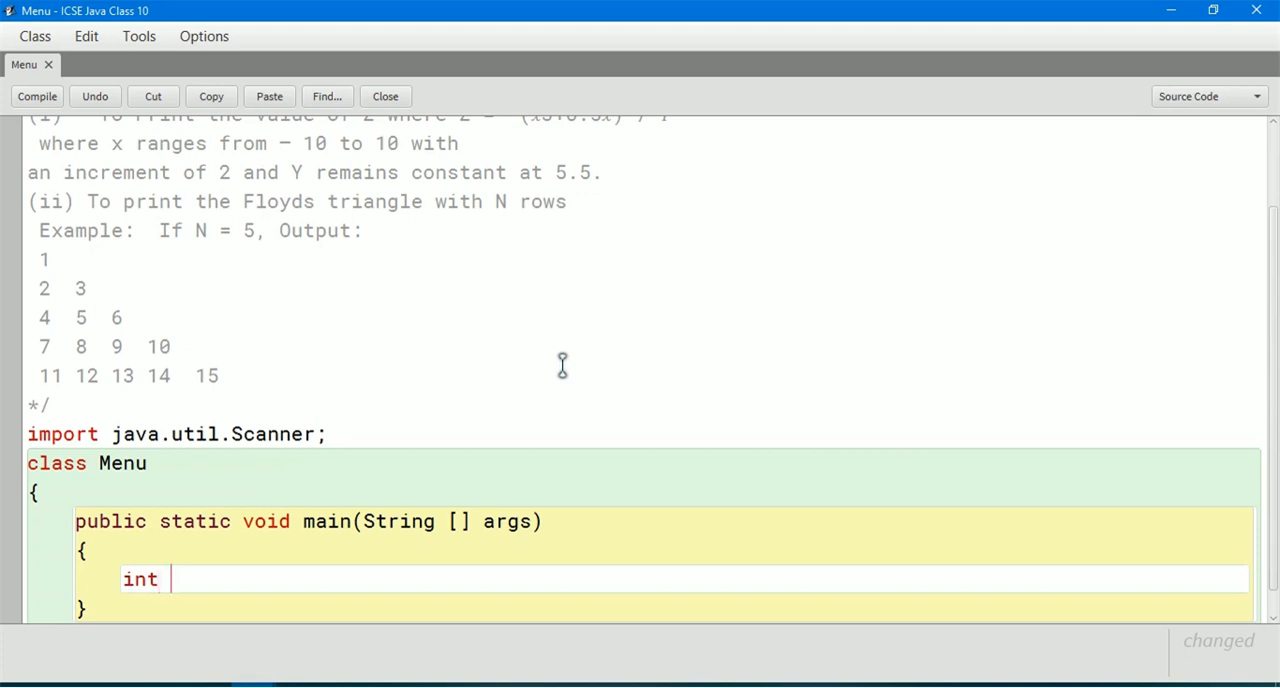 Menu - ICSE Java Class 10
Class Edit Tools Options
Menu
Compile Undo Cut Copy Paste Find... Close Source Code
where x ranges from – 10 to 10 with
an increment of 2 and Y remains constant at 5.5.
(ii) To print the Floyds triangle with N rows
Example: If N = 5, Output:
1
2 3
4 5 6
7 8 9 10
11 12 13 14 15
*/
import java.util.Scanner;
class Menu
{
public static void main(String [] args)
{
int
}
changed